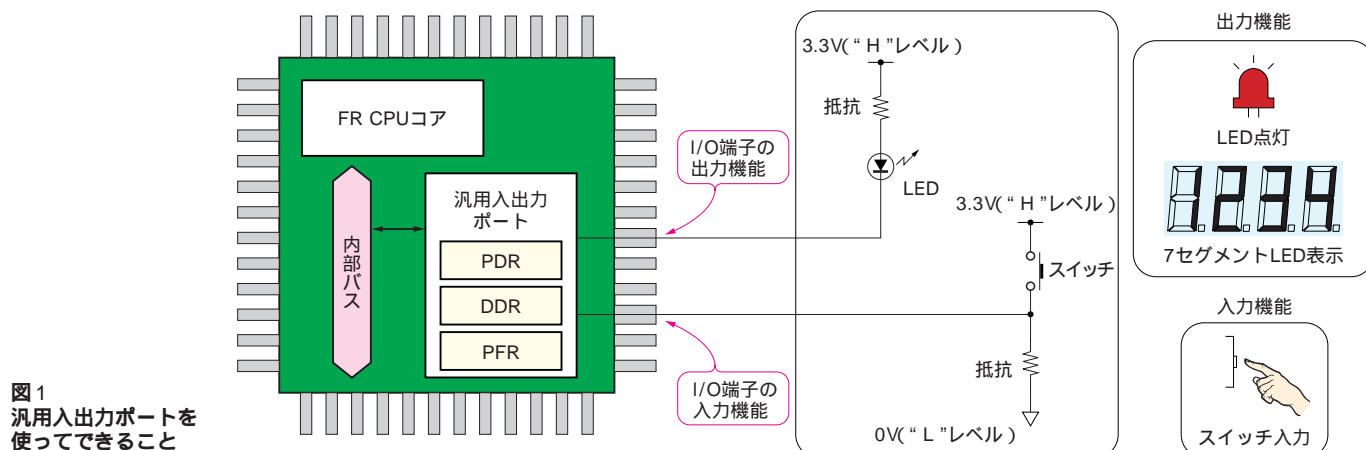 FR CPUコア
内部バス
汎用入出力
ポート
PDR
DDR
PFR
I/O端子の
出力機能
I/O端子の
入力機能
3.3V(“H”レベル)
抵抗
LED
3.3V(“H”レベル)
スイッチ
抵抗
0V(“L”レベル)
出力機能
LED点灯
1234
7セグメントLED表示
入力機能
スイッチ入力
図1
汎用入出力ポートを
使ってできること